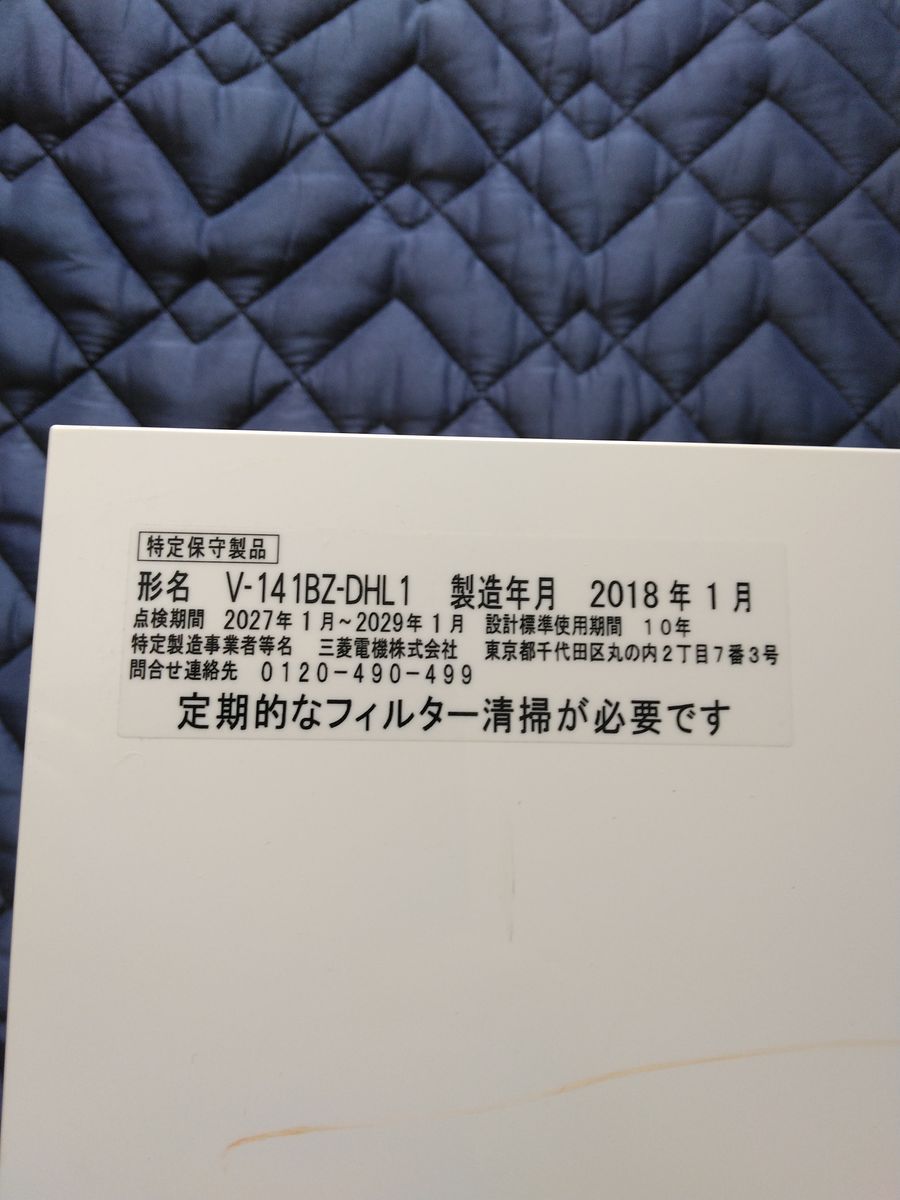 特定保守製品
形名 V-141BZ-DHL1 製造年月 2018年1月
点検期間 2027年1月~2029年1月 設計標準使用期間 10年
特定製造事業者等名 三菱電機株式会社 東京都千代田区丸の内2丁目7番3号
問合せ連絡先 0120-490-499
定期的なフィルター清掃が必要です